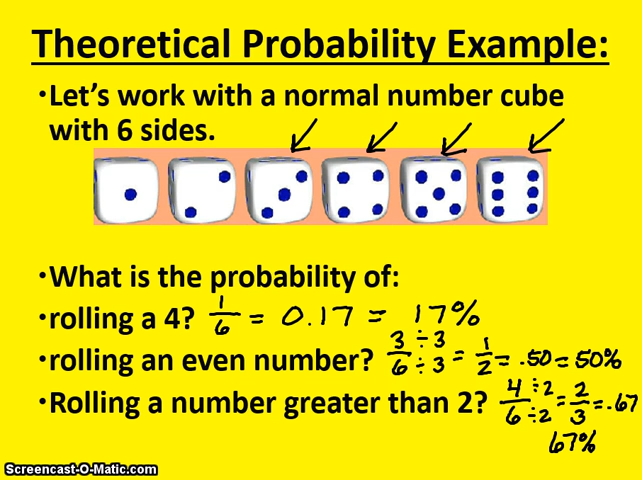 Theoretical Probability Example:
•Let's work with a normal number cube
with 6 sides.
•What is the probability of:
•rolling a 4? 1/6 = 0.17 = 17%
•rolling an even number? 3/6 ÷3/÷3 = 1/2 = .50 = 50%
•Rolling a number greater than 2? 4/6 ÷2/÷2 = 2/3 = .67
67%
Screencast-O-Matic.com